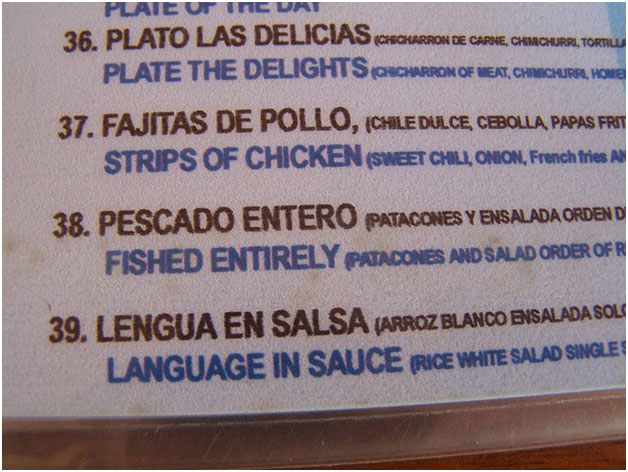 PLATE OF THE DAY
36. PLATO LAS DELICIAS (CHICHARRON DE CARNE, CHIMICHURRI, TORTILLA
PLATE THE DELIGHTS (CHICHARRON OF MEAT, CHIMICHURRI, HOME
37. FAJITAS DE POLLO, (CHILE DULCE, CEBOLLA, PAPAS FRIT
STRIPS OF CHICKEN (SWEET CHILI, ONION, French fries AN
38. PESCADO ENTERO (PATACONES Y ENSALADA ORDEN D
FISHED ENTIRELY (PATACONES AND SALAD ORDER OF R
39. LENGUA EN SALSA (ARROZ BLANCO ENSALADA SOLO
LANGUAGE IN SAUCE (RICE WHITE SALAD SINGLE S